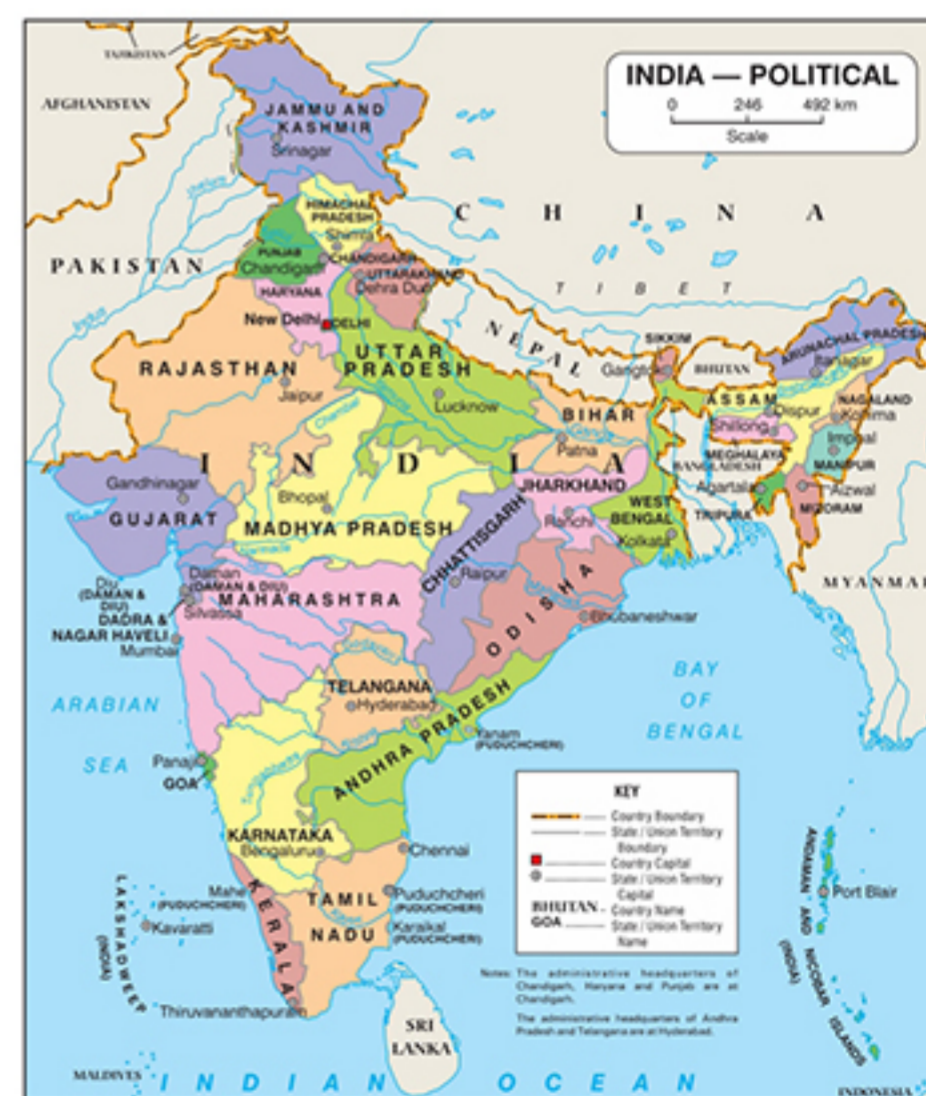 TAJIKISTAN
AFGHANISTAN
INDIA — POLITICAL
0 246 492 km
Scale
JAMMU AND
KASHMIR
Srinagar
HIMACHAL
PRADESH
Shimla
C H I N A
PAKISTAN
PUNJAB
Chandigarh
CHANDIGARH
UTTARAKHAND
Dehra Dun
HARYANA
T I B E T
Indus
New Delhi
DELHI
NEPAL
SIKKIM
Gangtok
BHUTAN
ARUNACHAL PRADESH
Itanagar
RAJASTHAN
Jaipur
UTTAR
PRADESH
Lucknow
BIHAR
Ganga
Patna
ASSAM
Dispur
NAGALAND
Kohima
Shillong
MEGHALAYA
Imphal
MANIPUR
BANGLADESH
Agartala
TRIPURA
Aizwal
MIZORAM
Chambal
I N D I A
Gandhinagar
GUJARAT
Bhopal
MADHYA PRADESH
Narmada
JHARKHAND
Ranchi
WEST
BENGAL
Kolkata
CHHATTISGARH
Raipur
MYANMAR
Diu
(DAMAN &
DIU)
Daman
(DAMAN & DIU)
DADRA &
NAGAR HAVELI
Silvassa
Mumbai
MAHARASHTRA
ODISHA
Bhubaneshwar
Godavari
TELANGANA
Hyderabad
ARABIAN
SEA
BAY
OF
BENGAL
ANDHRA PRADESH
Yanam
(PUDUCHCHERI)
Panaji
GOA
KARNATAKA
Bengaluru
Chennai
Mahe
(PUDUCHCHERI)
KERALA
TAMIL
NADU
Puduchcheri
(PUDUCHCHERI)
Karaikal
(PUDUCHCHERI)
LAKSHADWEEP
(INDIA)
Kavaratti
Thiruvananthapuram
SRI
LANKA
MALDIVES
INDIAN OCEAN
KEY
Country Boundary
State / Union Territory
Boundary
Country Capital
State / Union Territory
Capital
BHUTAN Country Name
GOA State / Union Territory
Name
ANDAMAN AND NICOBAR ISLANDS
(INDIA)
Port Blair
Notes: The administrative headquarters of
Chandigarh, Haryana and Punjab are at
Chandigarh.
The administrative headquarters of Andhra
Pradesh and Telangana are at Hyderabad.
INDONESIA